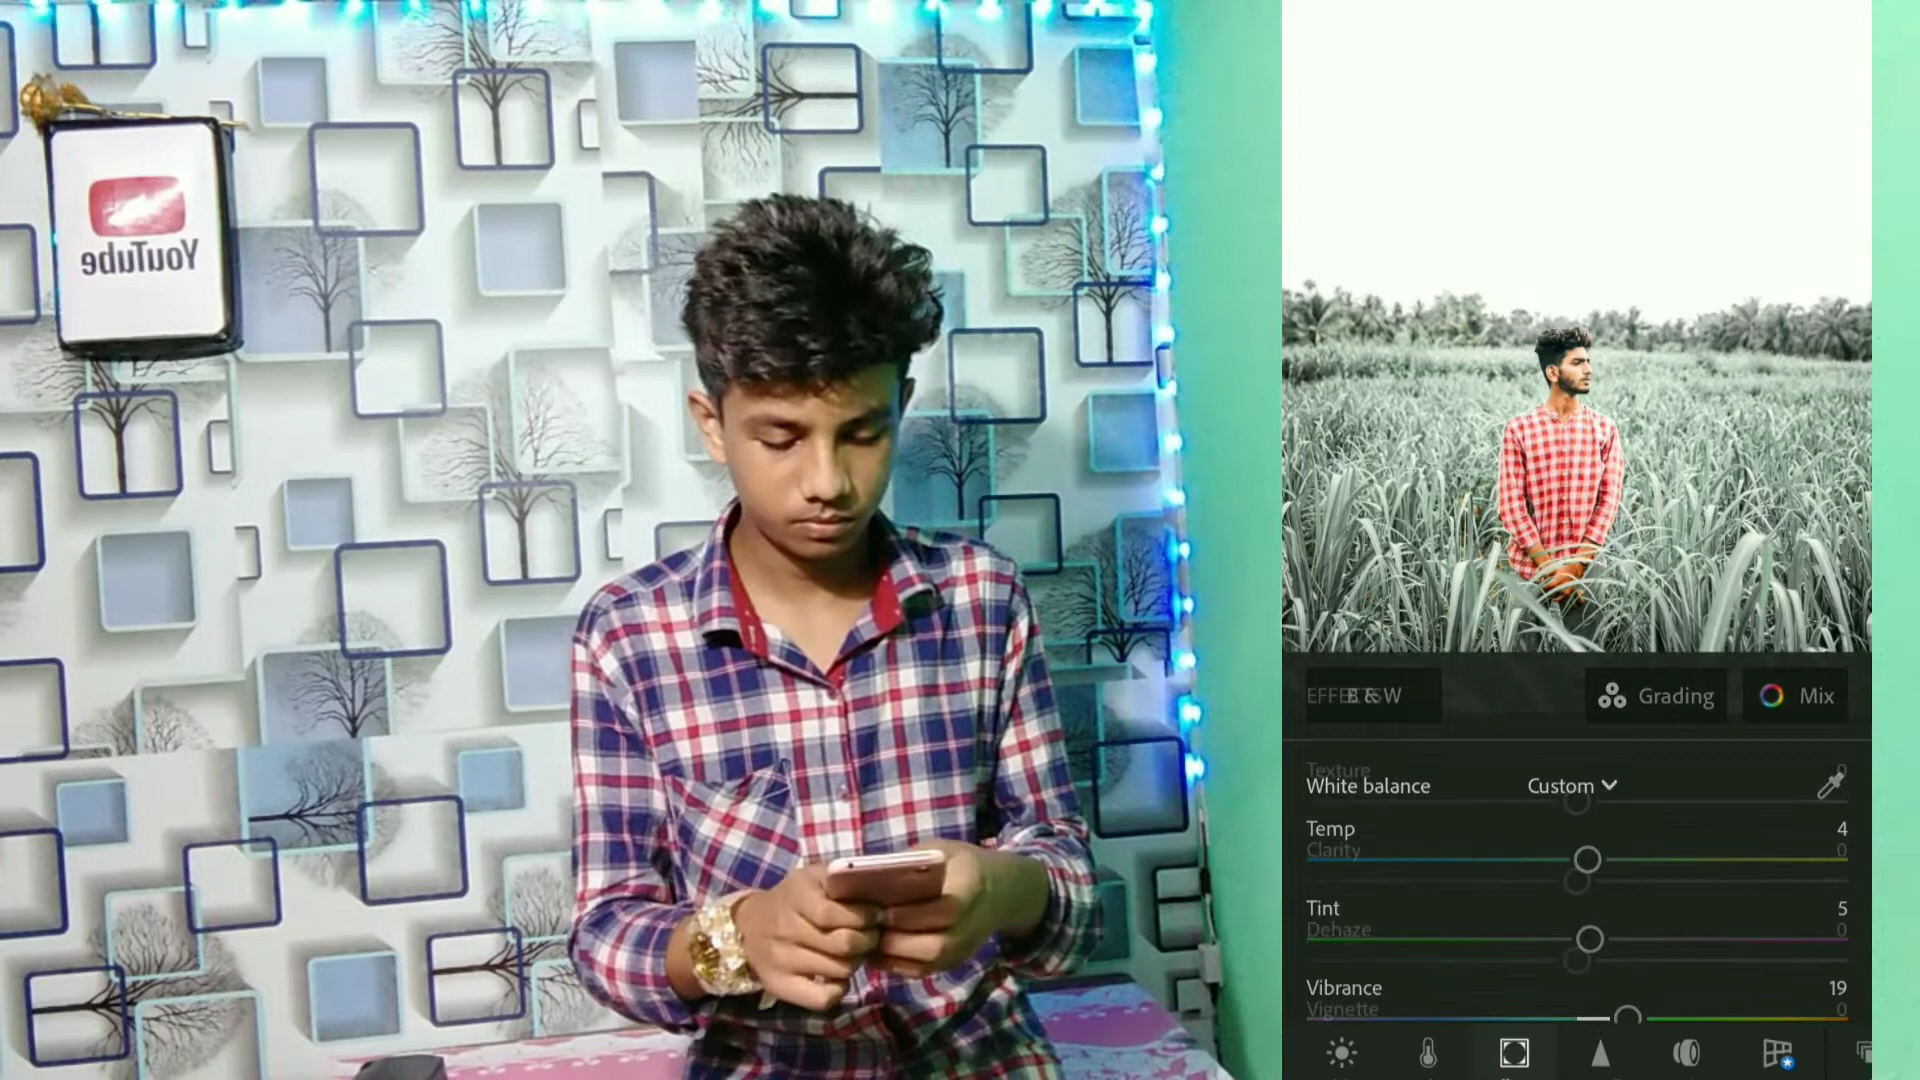 YouTube
EFFECTS
B & W
Grading
Mix
Texture 0
White balance
Custom
Temp 4
Clarity 0
Tint 5
Dehaze 0
Vibrance 19
Vignette 0